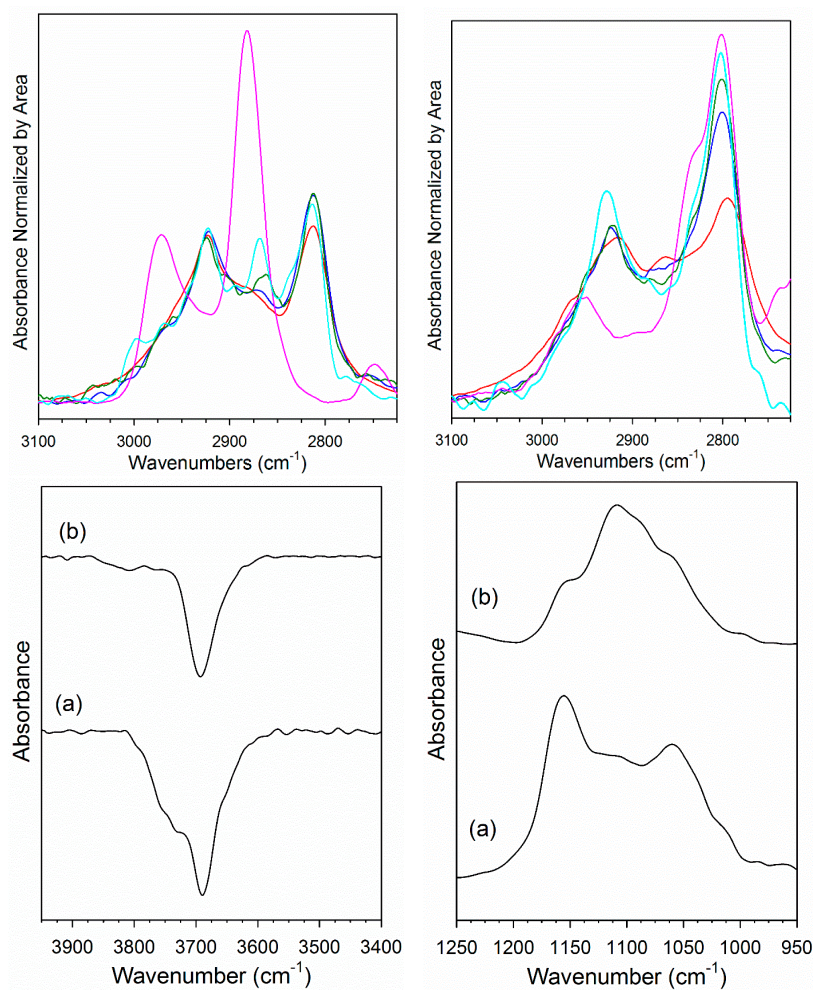 Absorbance Normalized by Area
3100 3000 2900 2800
Wavenumbers (cm-1)
Absorbance Normalized by Area
3100 3000 2900 2800
Wavenumbers (cm-1)
(b)
(a)
Absorbance
3900 3800 3700 3600 3500 3400
Wavenumber (cm-1)
(b)
(a)
Absorbance
1250 1200 1150 1100 1050 1000 950
Wavenumber (cm-1)